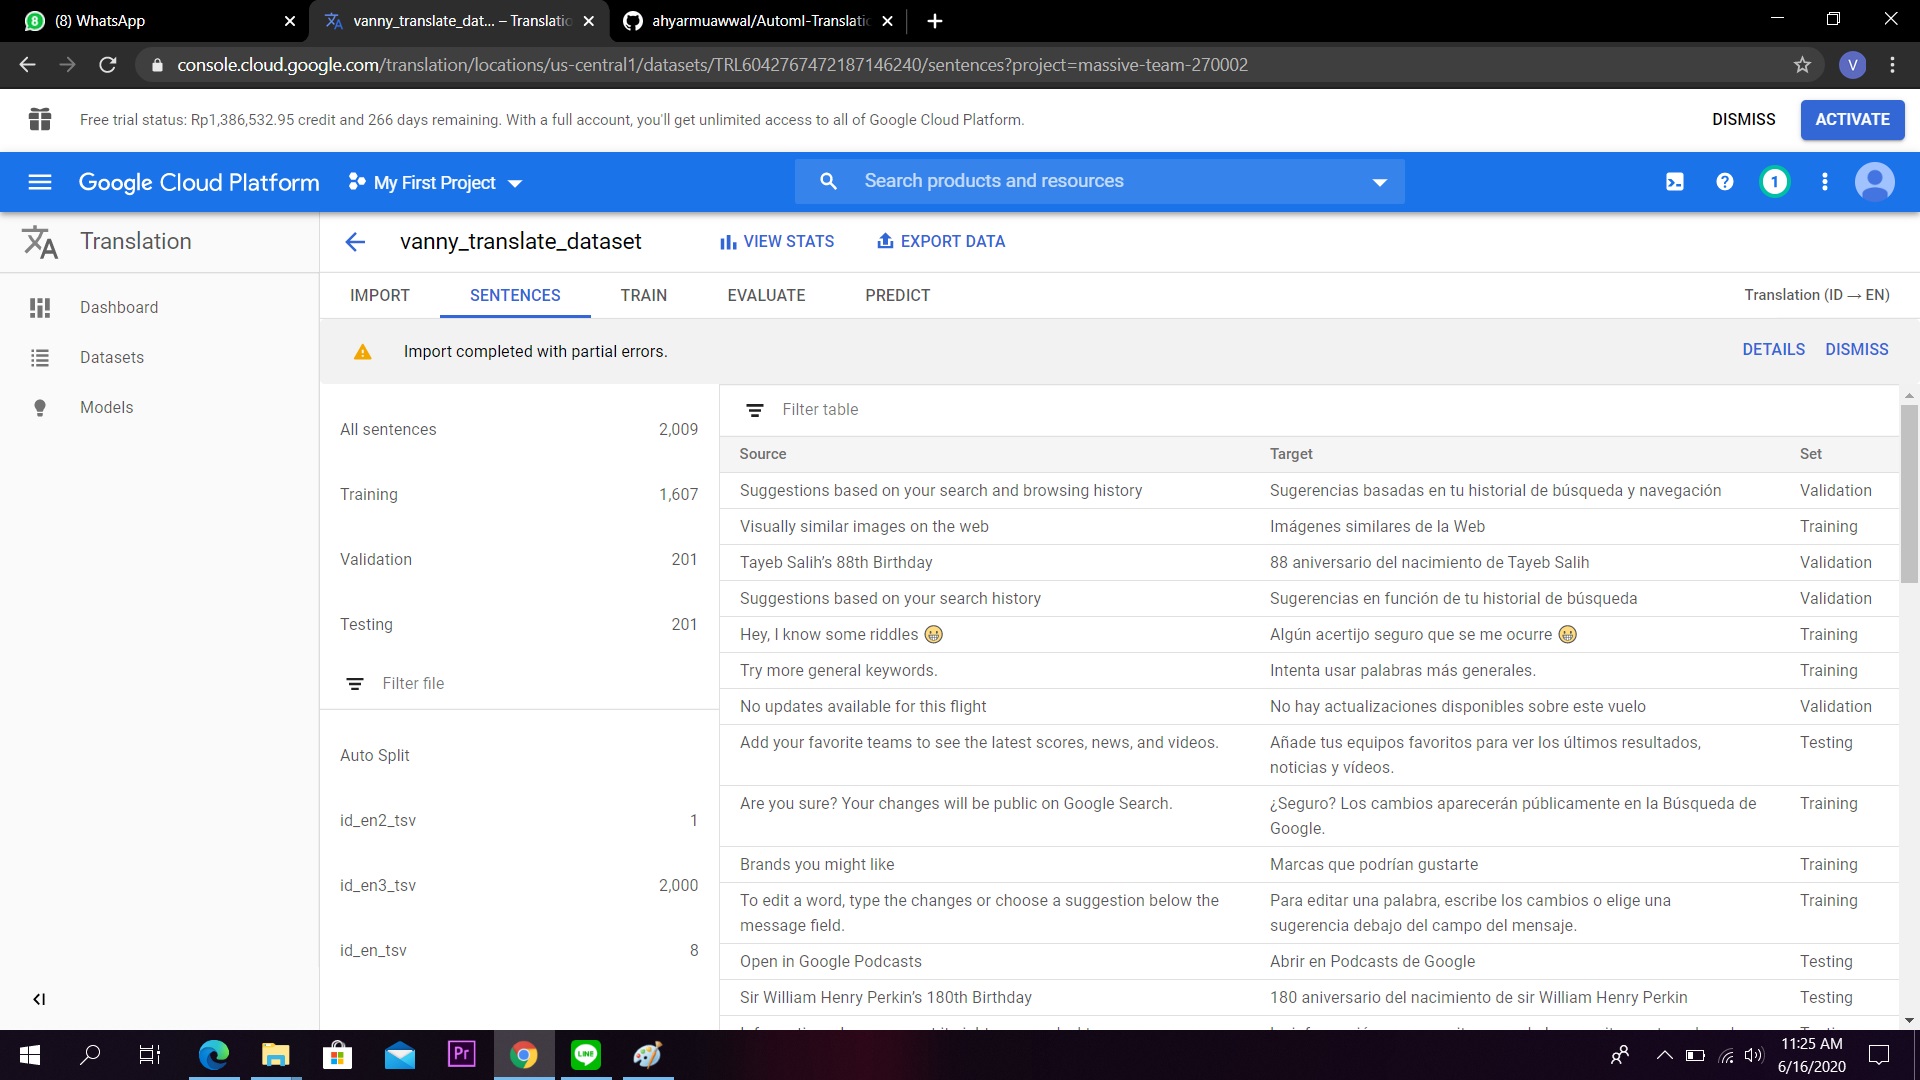 (8) WhatsApp
vanny_translate_dat... – Translatio
ahyarmuawwal/Automl-Translatio
console.cloud.google.com/translation/locations/us-central1/datasets/TRL6042767472187146240/sentences?project=massive-team-270002
V
Free trial status: Rp1,386,532.95 credit and 266 days remaining. With a full account, you'll get unlimited access to all of Google Cloud Platform.
DISMISS
ACTIVATE
Google Cloud Platform
My First Project
Search products and resources
1
Translation
vanny_translate_dataset
VIEW STATS
EXPORT DATA
Dashboard
Datasets
Models
IMPORT
SENTENCES
TRAIN
EVALUATE
PREDICT
Translation (ID → EN)
Import completed with partial errors.
DETAILS
DISMISS
All sentences 2,009
Training 1,607
Validation 201
Testing 201
Filter file
Auto Split
id_en2_tsv 1
id_en3_tsv 2,000
id_en_tsv 8
Filter table
Source Target Set
Suggestions based on your search and browsing history Sugerencias basadas en tu historial de búsqueda y navegación Validation
Visually similar images on the web Imágenes similares de la Web Training
Tayeb Salih’s 88th Birthday 88 aniversario del nacimiento de Tayeb Salih Validation
Suggestions based on your search history Sugerencias en función de tu historial de búsqueda Validation
Hey, I know some riddles 😀 Algún acertijo seguro que se me ocurre 😀 Training
Try more general keywords. Intenta usar palabras más generales. Training
No updates available for this flight No hay actualizaciones disponibles sobre este vuelo Validation
Add your favorite teams to see the latest scores, news, and videos. Añade tus equipos favoritos para ver los últimos resultados, Testing
noticias y vídeos.
Are you sure? Your changes will be public on Google Search. ¿Seguro? Los cambios aparecerán públicamente en la Búsqueda de Training
Google.
Brands you might like Marcas que podrían gustarte Training
To edit a word, type the changes or choose a suggestion below the Para editar una palabra, escribe los cambios o elige una Training
message field. sugerencia debajo del campo del mensaje.
Open in Google Podcasts Abrir en Podcasts de Google Testing
Sir William Henry Perkin’s 180th Birthday 180 aniversario del nacimiento de sir William Henry Perkin Testing
Pr
LINE
11:25 AM
6/16/2020